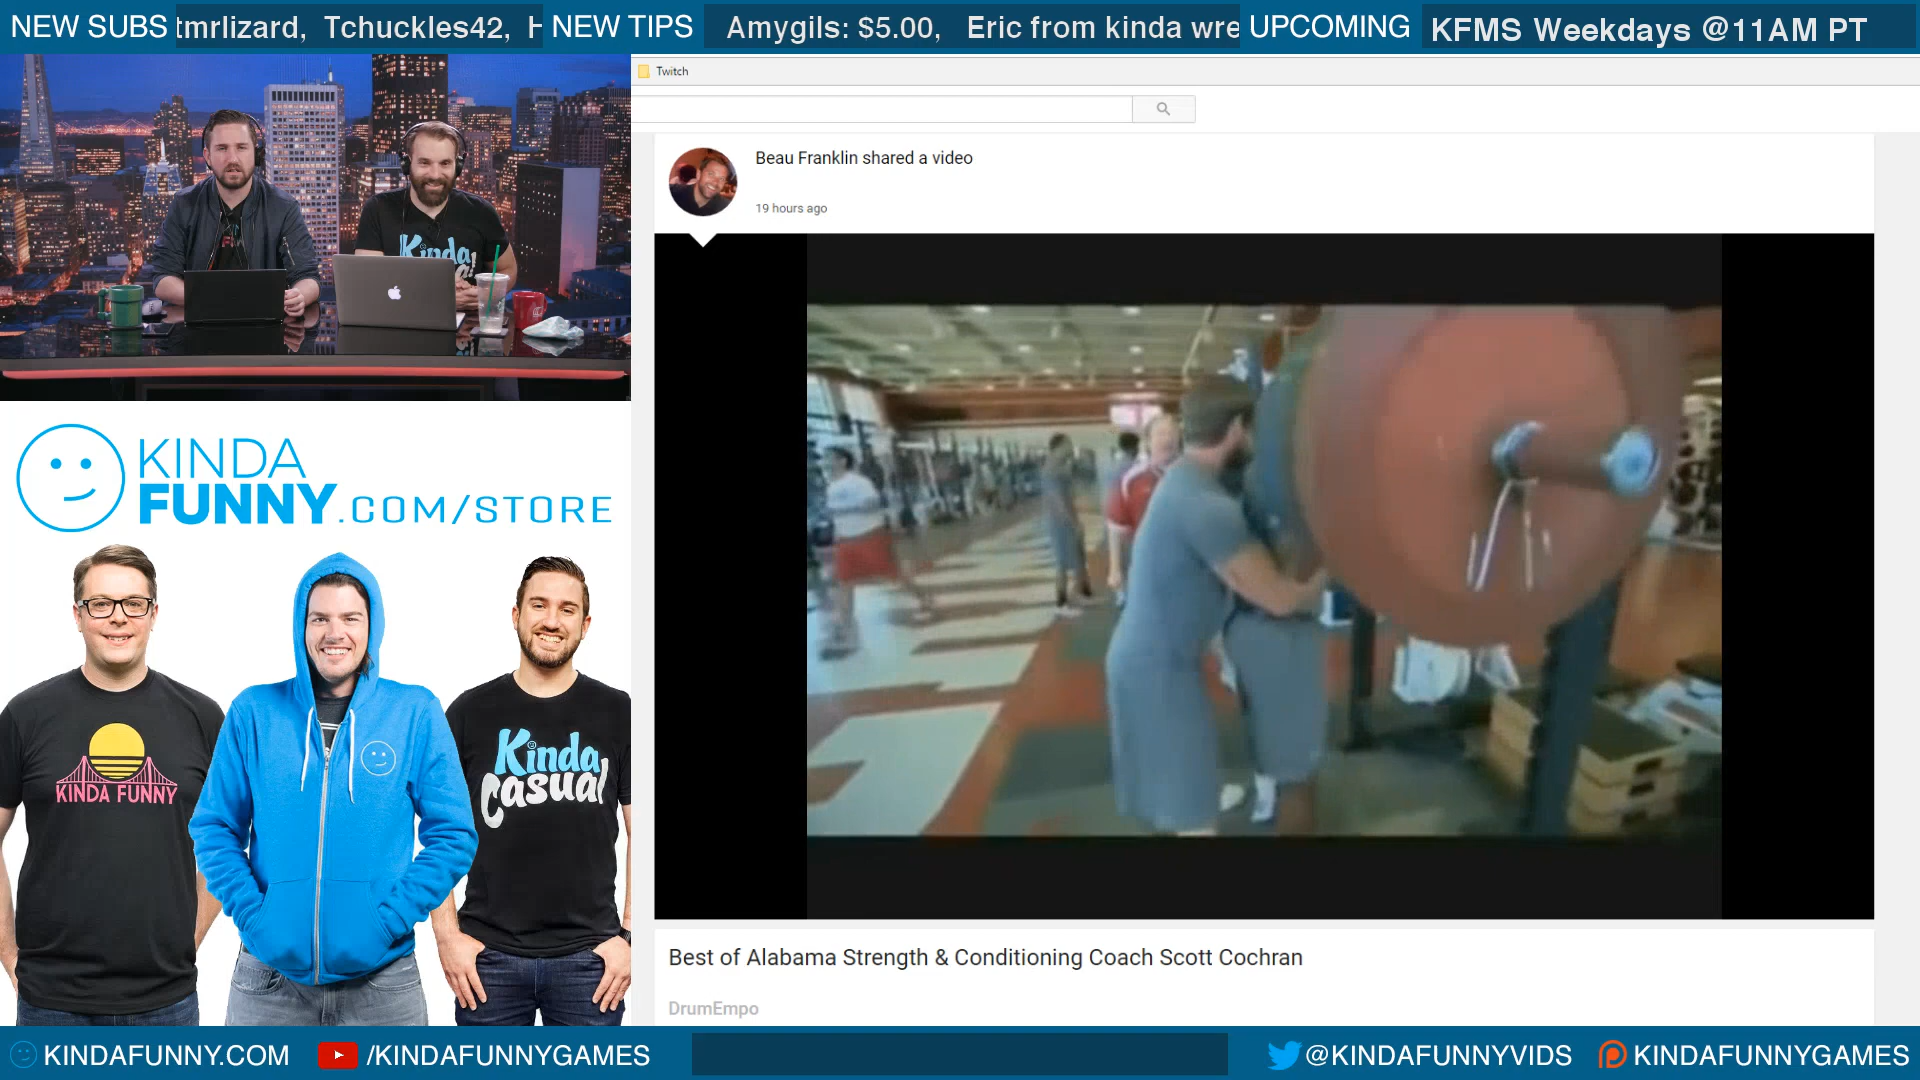 NEW SUBS tmrlizard, Tchuckles42, H NEW TIPS Amygils: $5.00, Eric from kinda wre UPCOMING KFMS Weekdays @11AM PT
Twitch
Beau Franklin shared a video
19 hours ago
Kinda
KINDA
FUNNY.COM/STORE
KINDA FUNNY
Kinda
Casual
Best of Alabama Strength & Conditioning Coach Scott Cochran
DrumEmpo
KINDAFUNNY.COM /KINDAFUNNYGAMES @KINDAFUNNYVIDS KINDAFUNNYGAMES